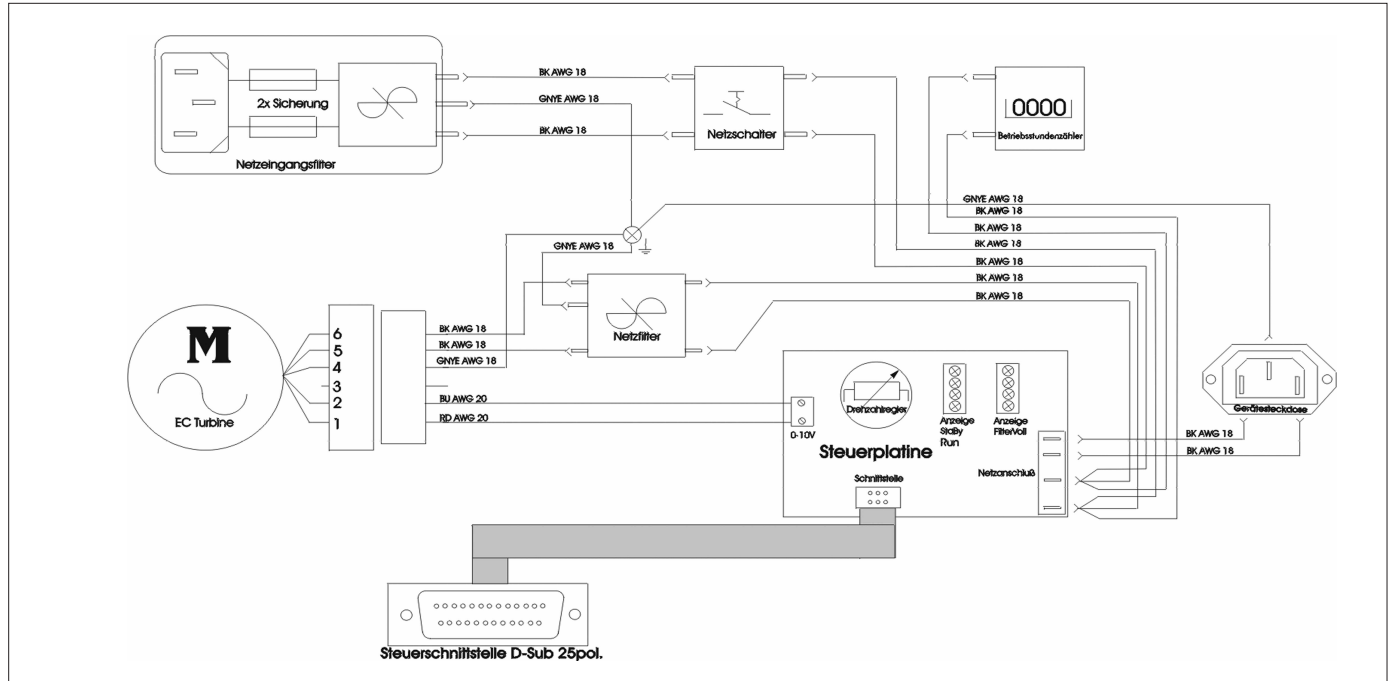 BK AWG 18
GNYE AWG 18
BK AWG 18
2x Sicherung
Netzeingangsfilter
Netzschalter
0000
Betriebsstundenzähler
GNYE AWG 18
BK AWG 18
BK AWG 18
BK AWG 18
BK AWG 18
BK AWG 18
BK AWG 18
GNYE AWG 18
Netzfilter
M
EC Turbine
6
5
4
3
2
1
BK AWG 18
BK AWG 18
GNYE AWG 18
BU AWG 20
RD AWG 20
0-10V
Drehzahlregler
Anzeige
StaBy
Run
Anzeige
FilterVoll
Steuerplatine
Schnittstelle
Netzanschluß
Gerätesteckdose
BK AWG 18
BK AWG 18
Steuerschnittstelle D-Sub 25pol.